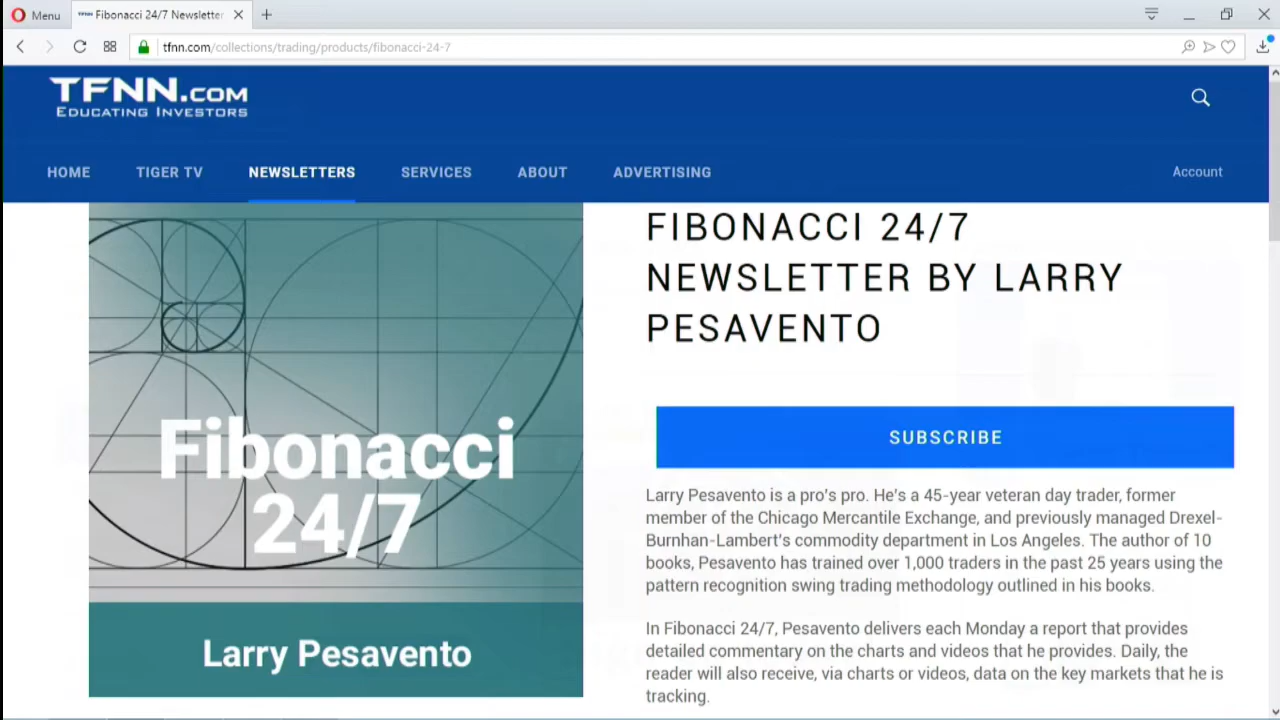 Menu
Fibonacci 24/7 Newsletter
tfnn.com/collections/trading/products/fibonacci-24-7
TFNN.COM
EDUCATING INVESTORS
HOME TIGER TV NEWSLETTERS SERVICES ABOUT ADVERTISING Account
Fibonacci
24/7
Larry Pesavento
FIBONACCI 24/7
NEWSLETTER BY LARRY
PESAVENTO
SUBSCRIBE
Larry Pesavento is a pro's pro. He's a 45-year veteran day trader, former
member of the Chicago Mercantile Exchange, and previously managed Drexel-
Burnhan-Lambert's commodity department in Los Angeles. The author of 10
books, Pesavento has trained over 1,000 traders in the past 25 years using the
pattern recognition swing trading methodology outlined in his books.
In Fibonacci 24/7, Pesavento delivers each Monday a report that provides
detailed commentary on the charts and videos that he provides. Daily, the
reader will also receive, via charts or videos, data on the key markets that he is
tracking.